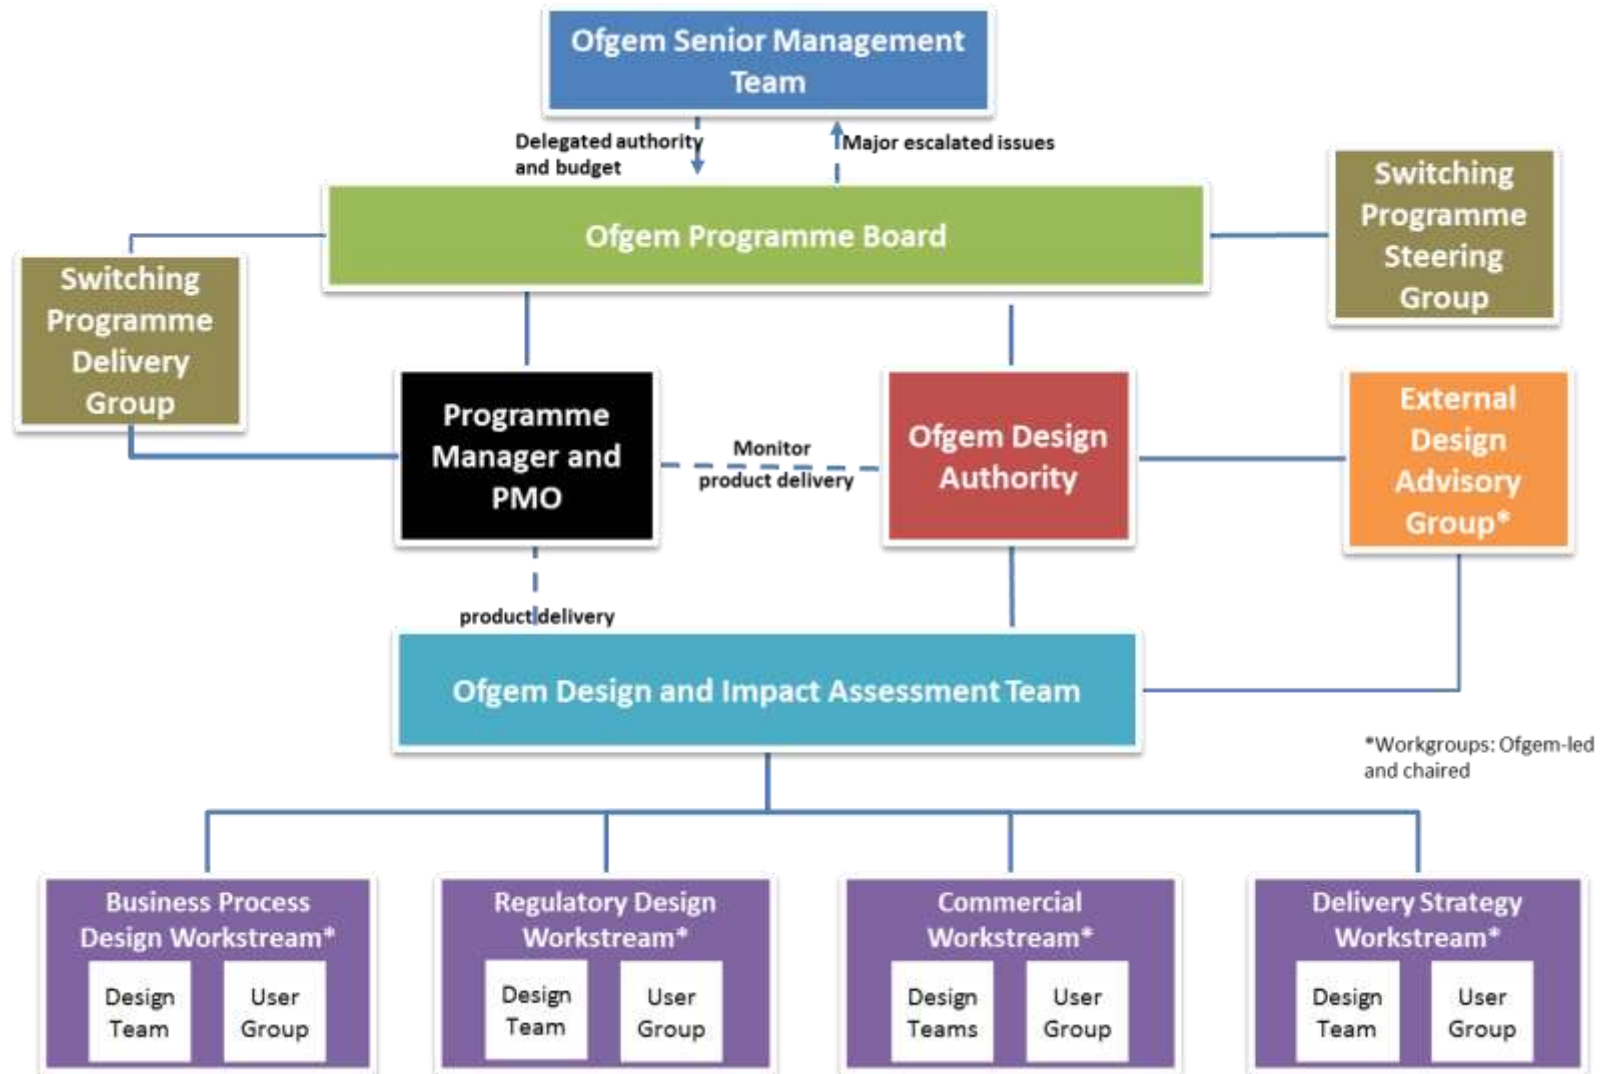 Ofgem Senior Management
Team
Delegated authority
and budget
Major escalated issues
Switching
Programme
Steering
Group
Ofgem Programme Board
Switching
Programme
Delivery
Group
Programme
Manager and
PMO
Monitor
product delivery
Ofgem Design
Authority
External
Design
Advisory
Group*
product delivery
Ofgem Design and Impact Assessment Team
*Workgroups: Ofgem-led
and chaired
Business Process
Design Workstream*
Design
Team
User
Group
Regulatory Design
Workstream*
Design
Team
User
Group
Commercial
Workstream*
Design
Teams
User
Group
Delivery Strategy
Workstream*
Design
Team
User
Group